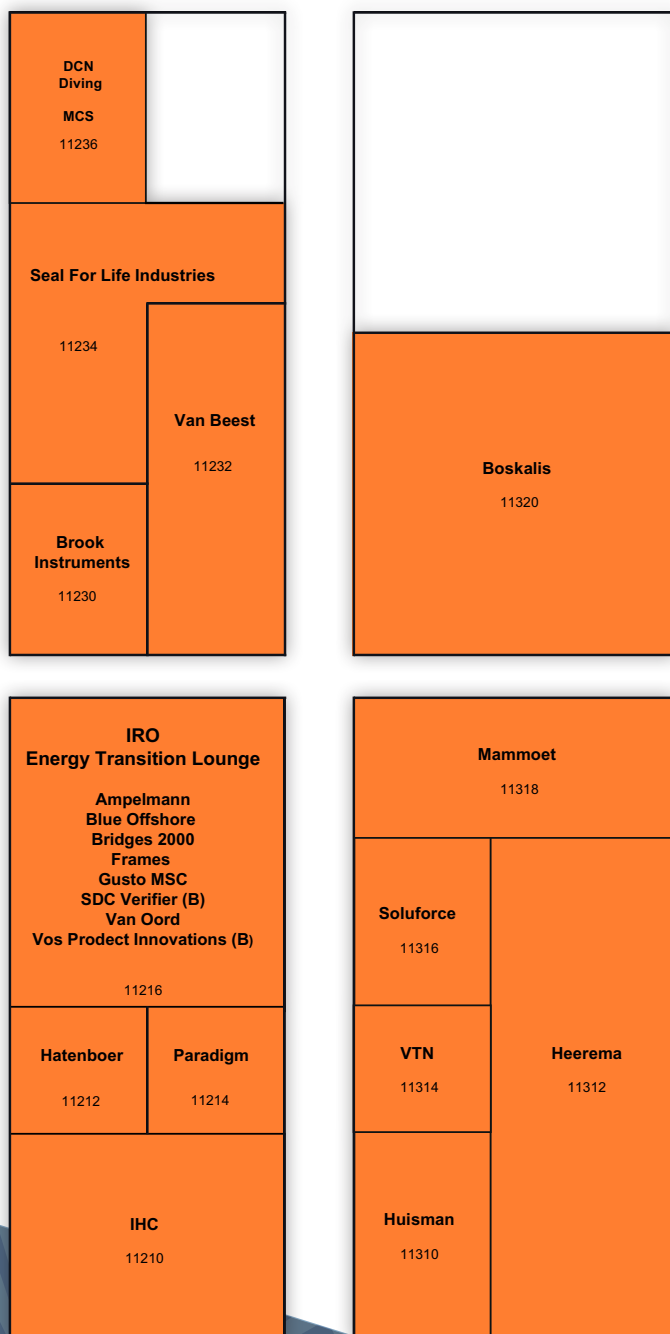 DCN
Diving
MCS
11236
Seal For Life Industries
11234
Van Beest
11232
Brook
Instruments
11230
Boskalis
11320
IRO
Energy Transition Lounge
Ampelmann
Blue Offshore
Bridges 2000
Frames
Gusto MSC
SDC Verifier (B)
Van Oord
Vos Prodect Innovations (B)
11216
Hatenboer
11212
Paradigm
11214
IHC
11210
Mammoet
11318
Soluforce
11316
VTN
11314
Heerema
11312
Huisman
11310